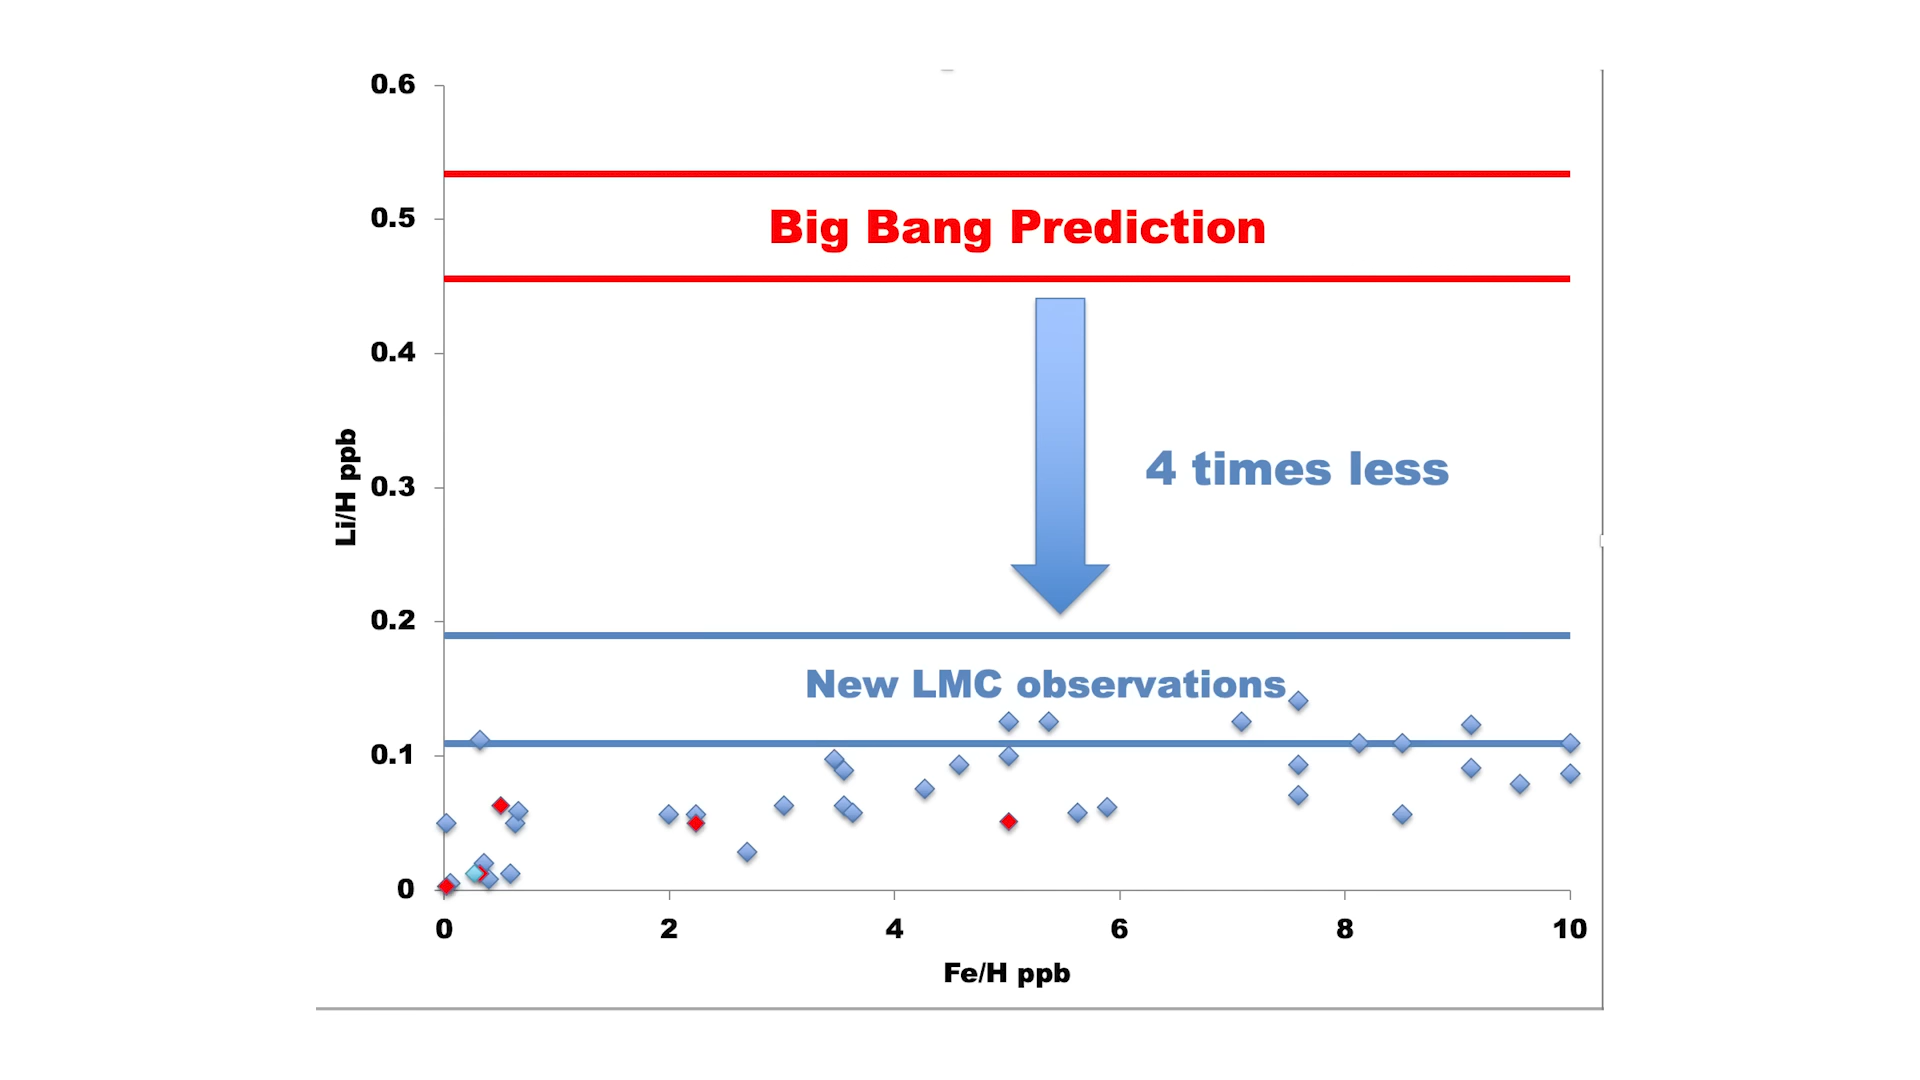 0.6
0.5
0.4
0.3
0.2
0.1
0
Li/H ppb
Big Bang Prediction
4 times less
New LMC observations
0 2 4 6 8 10
Fe/H ppb